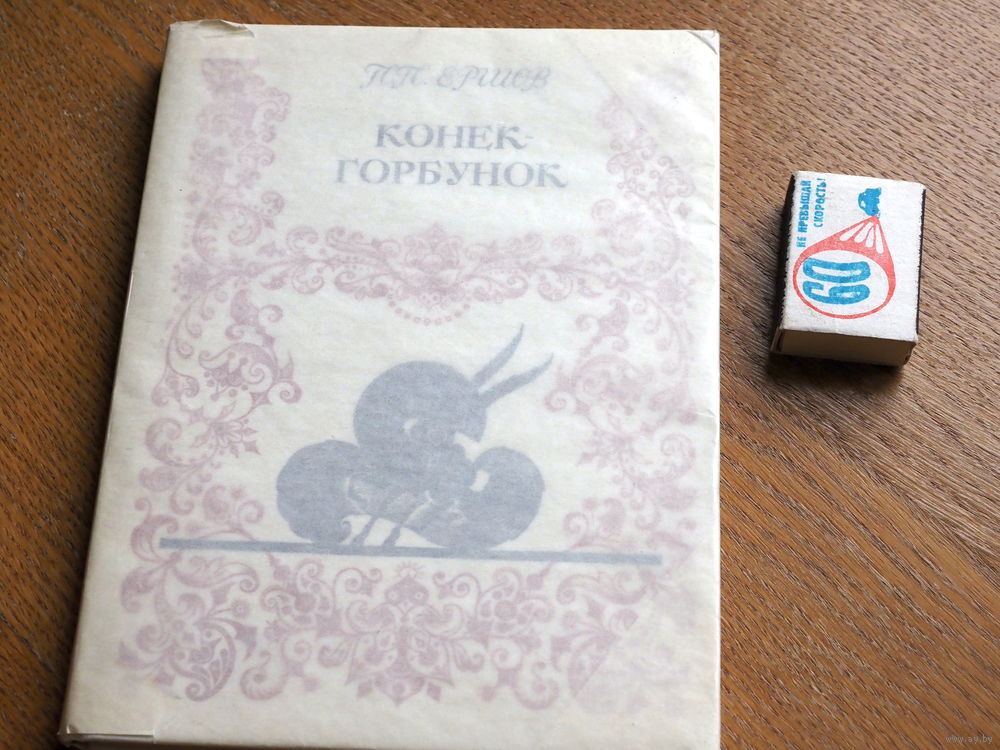 П.П. ЕРШОВ
КОНЕК-
ГОРБУНОК
НЕ ПРЕВЫШАЙ
СКОРОСТЬ!
60
www.ay.by